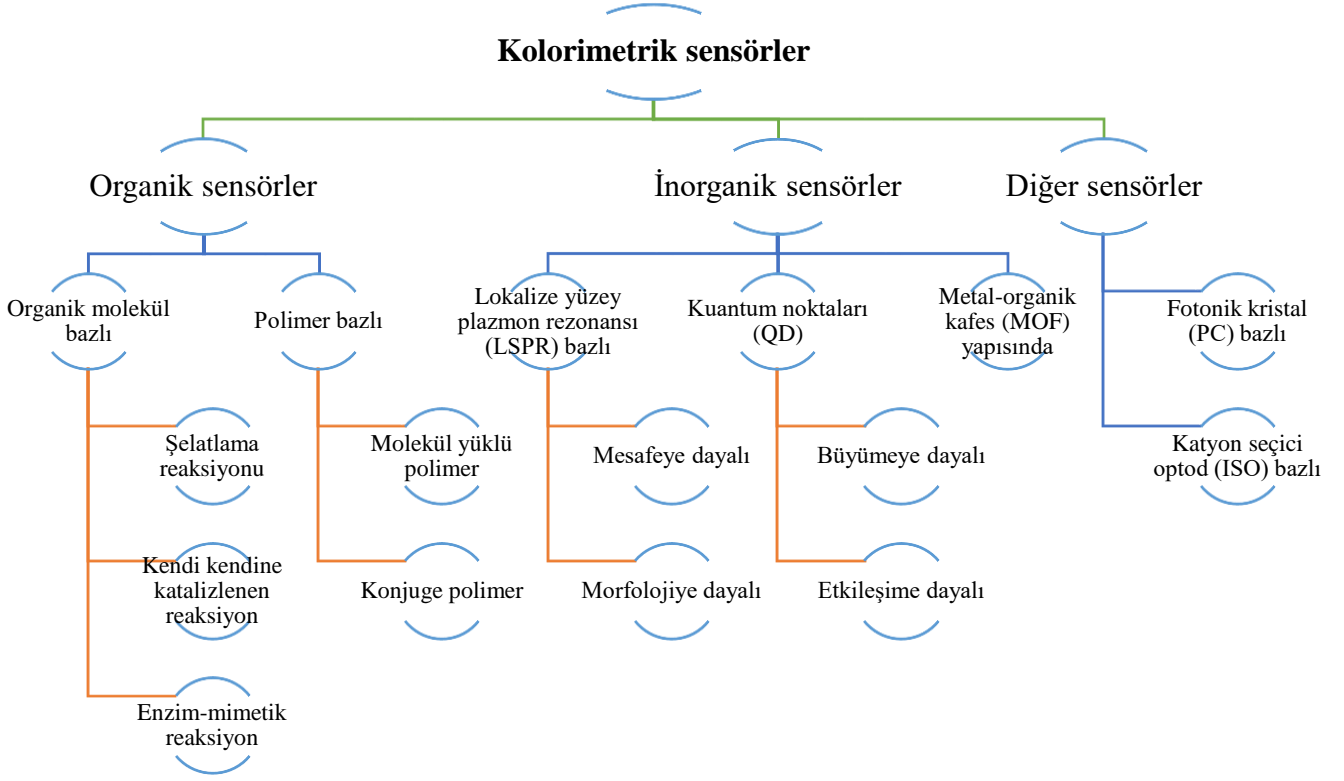 Kolorimetrik sensörler
Organik sensörler
İnorganik sensörler
Diğer sensörler
Organik molekül
bazlı
Polimer bazlı
Lokalize yüzey
plazmon rezonansı
(LSPR) bazlı
Kuantum noktaları
(QD)
Metal-organik
kafes (MOF)
yapısında
Fotonik kristal
(PC) bazlı
Şelatlama
reaksiyonu
Molekül yüklü
polimer
Mesafeye dayalı
Büyümeye dayalı
Katyon seçici
optod (ISO) bazlı
Kendi kendine
katalizlenen
reaksiyon
Konjuge polimer
Morfolojiye dayalı
Etkileşime dayalı
Enzim-mimetik
reaksiyon